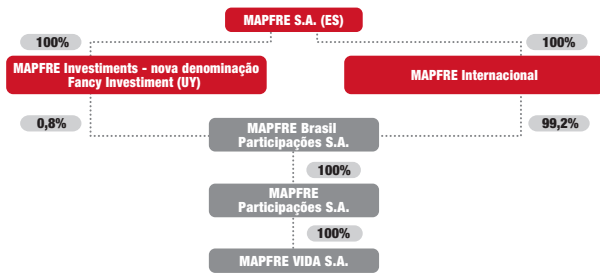 MAPFRE S.A. (ES)
100%
100%
MAPFRE Investiments - nova denominação
Fancy Investiment (UY)
MAPFRE Internacional
0,8%
99,2%
MAPFRE Brasil
Participações S.A.
100%
MAPFRE
Participações S.A.
100%
MAPFRE VIDA S.A.